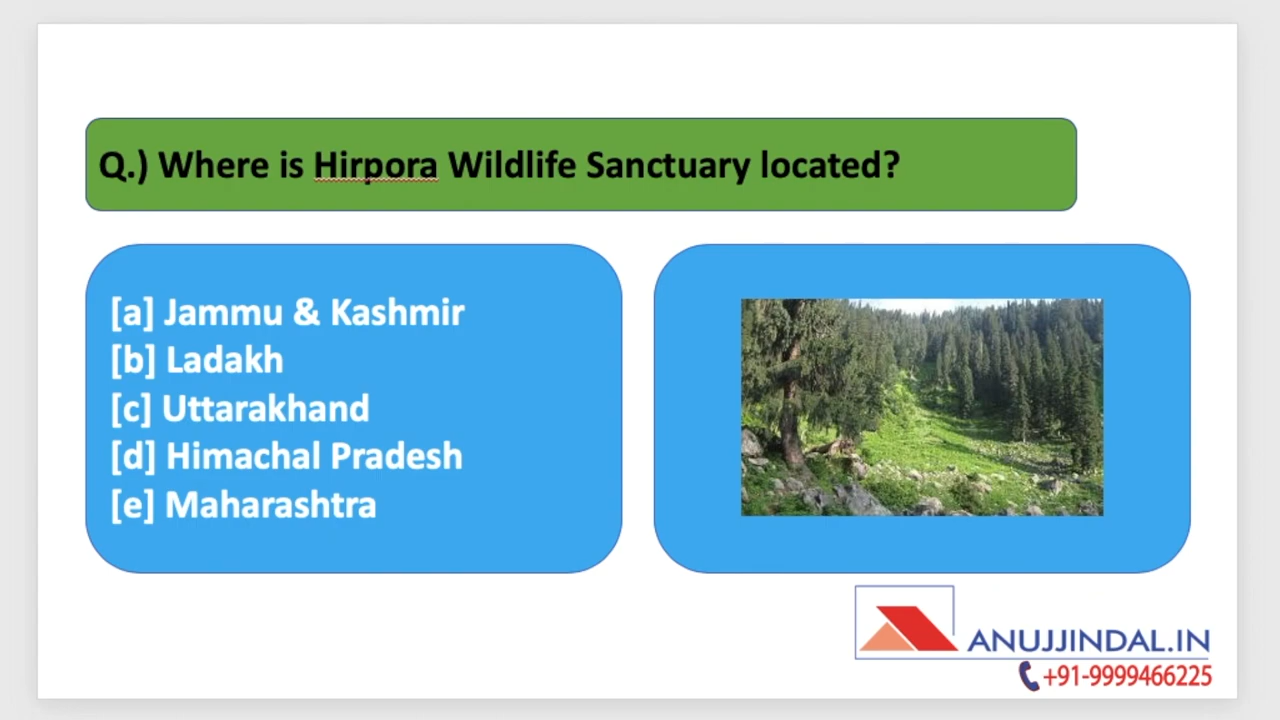 Q.) Where is Hirpora Wildlife Sanctuary located?
[a] Jammu & Kashmir
[b] Ladakh
[c] Uttarakhand
[d] Himachal Pradesh
[e] Maharashtra
ANUJJINDAL.IN
+91-9999466225